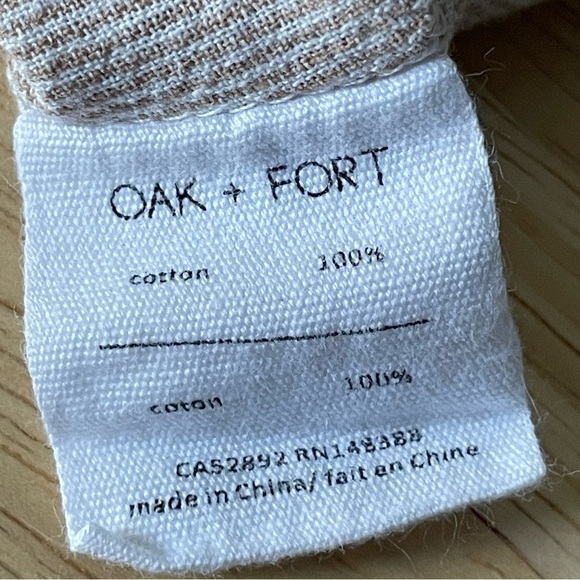 OAK + FORT
cotton 100%
coton 100%
CA52892 RN148388
made in China/ fait en Chine